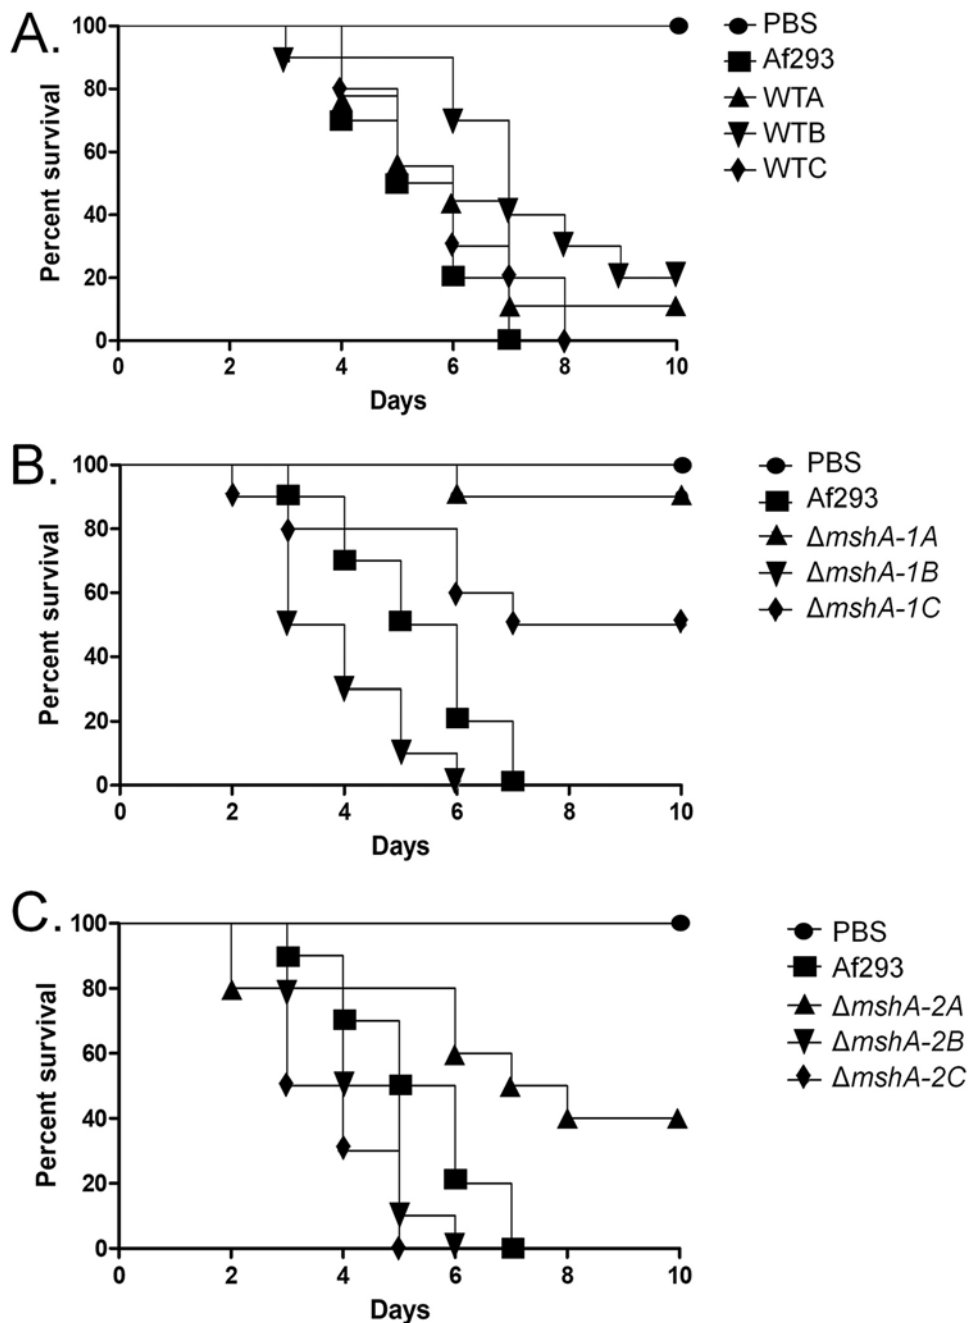 A.
Percent survival
100
80
60
40
20
0
0 2 4 6 8 10
Days
PBS
Af293
WTA
WTB
WTC
B.
Percent survival
100
80
60
40
20
0
0 2 4 6 8 10
Days
PBS
Af293
ΔmshA-1A
ΔmshA-1B
ΔmshA-1C
C.
Percent survival
100
80
60
40
20
0
0 2 4 6 8 10
Days
PBS
Af293
ΔmshA-2A
ΔmshA-2B
ΔmshA-2C